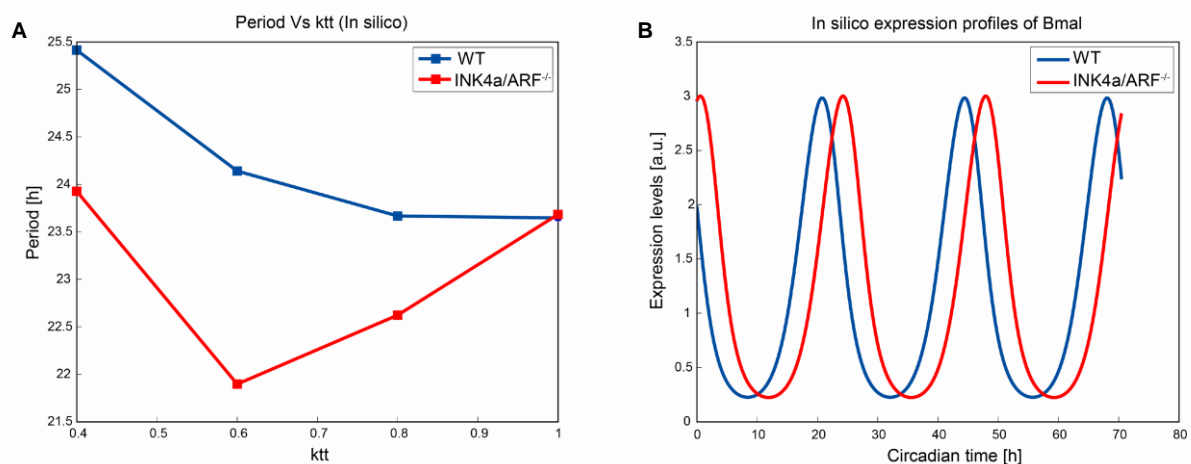 A
Period Vs ktt (In silico)
25.5
25
24.5
24
23.5
23
22.5
22
21.5
Period [h]
WT
INK4a/ARF-/-
0.4
0.5
0.6
0.7
0.8
0.9
1
ktt
B
In silico expression profiles of Bmal
3.5
3
2.5
2
1.5
1
0.5
0
Expression levels [a.u.]
WT
INK4a/ARF-/-
0
10
20
30
40
50
60
70
80
Circadian time [h]